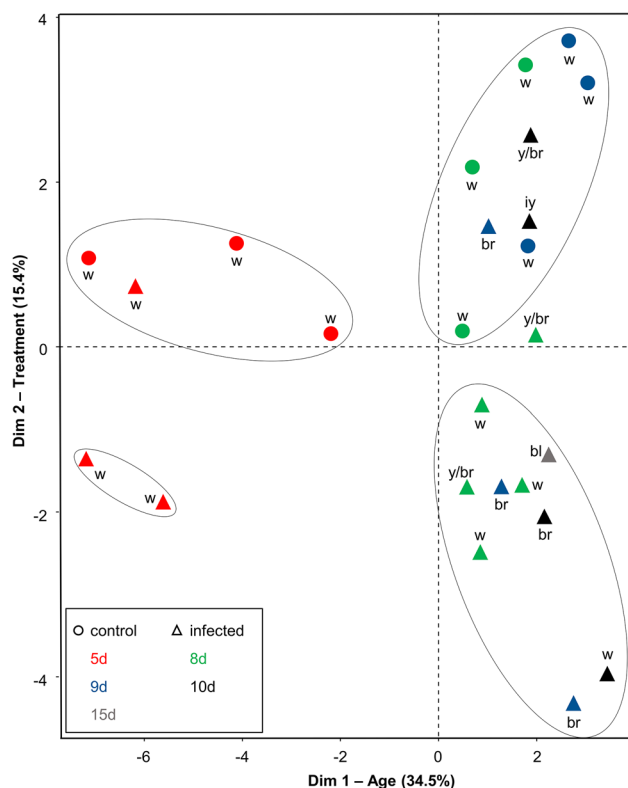 4
w
w
w
y/br
w
2
iy
br
w
w
w
w
w
w
y/br
0
w
bl
w
y/br
w
br
br
-2
w
w
w
br
-4
control
infected
5d
8d
9d
10d
15d
-6
-4
-2
0
2
Dim 1 – Age (34.5%)
Dim 2 – Treatment (15.4%)